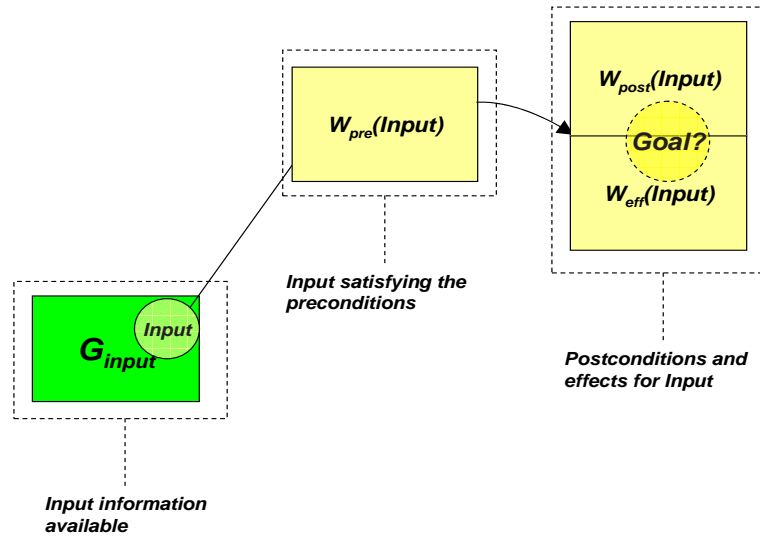 W_post(Input)
Goal?
W_eff(Input)
W_pre(Input)
Input satisfying the
preconditions
Input
G_input
Postconditions and
effects for Input
Input information
available